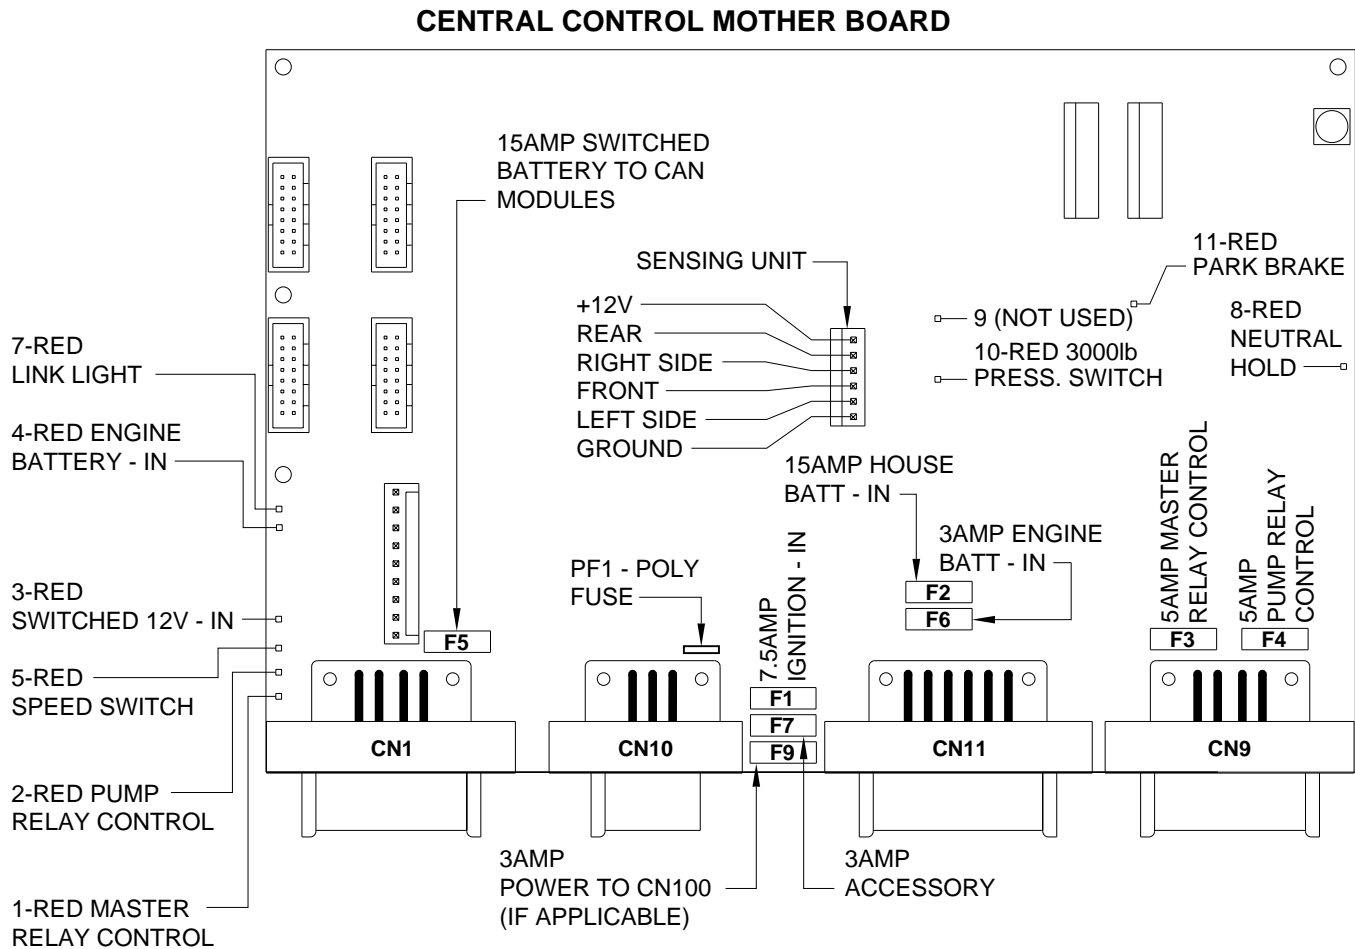 CENTRAL CONTROL MOTHER BOARD
15AMP SWITCHED
BATTERY TO CAN
MODULES
SENSING UNIT
+12V
REAR
RIGHT SIDE
FRONT
LEFT SIDE
GROUND
11-RED
PARK BRAKE
9 (NOT USED)
10-RED 3000lb
PRESS. SWITCH
8-RED
NEUTRAL
HOLD
7-RED
LINK LIGHT
4-RED ENGINE
BATTERY - IN
3-RED
SWITCHED 12V - IN
5-RED
SPEED SWITCH
2-RED PUMP
RELAY CONTROL
1-RED MASTER
RELAY CONTROL
15AMP HOUSE
BATT - IN
3AMP ENGINE
BATT - IN
5AMP MASTER
RELAY CONTROL
5AMP
PUMP RELAY
CONTROL
PF1 - POLY
FUSE
7.5AMP
IGNITION - IN
F5
F2
F6
F3
F4
F1
F7
F9
CN1
CN10
CN11
CN9
3AMP
POWER TO CN100
(IF APPLICABLE)
3AMP
ACCESSORY